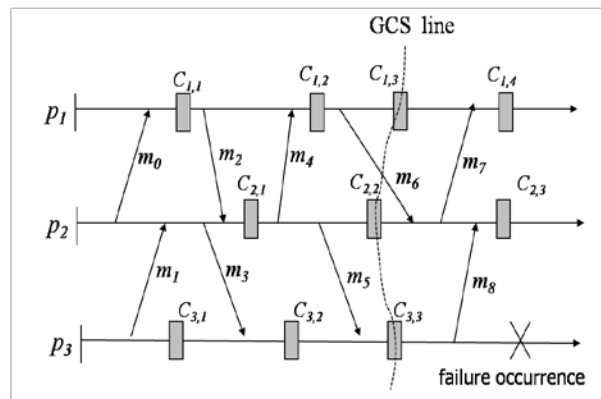 GCS line
C1,1 C1,2 C1,3 C1,4
p1
m0 m2 m4 m6 m7
C2,1 C2,2 C2,3
p2
m1 m3 m5 m8
C3,1 C3,2 C3,3
p3
failure occurrence